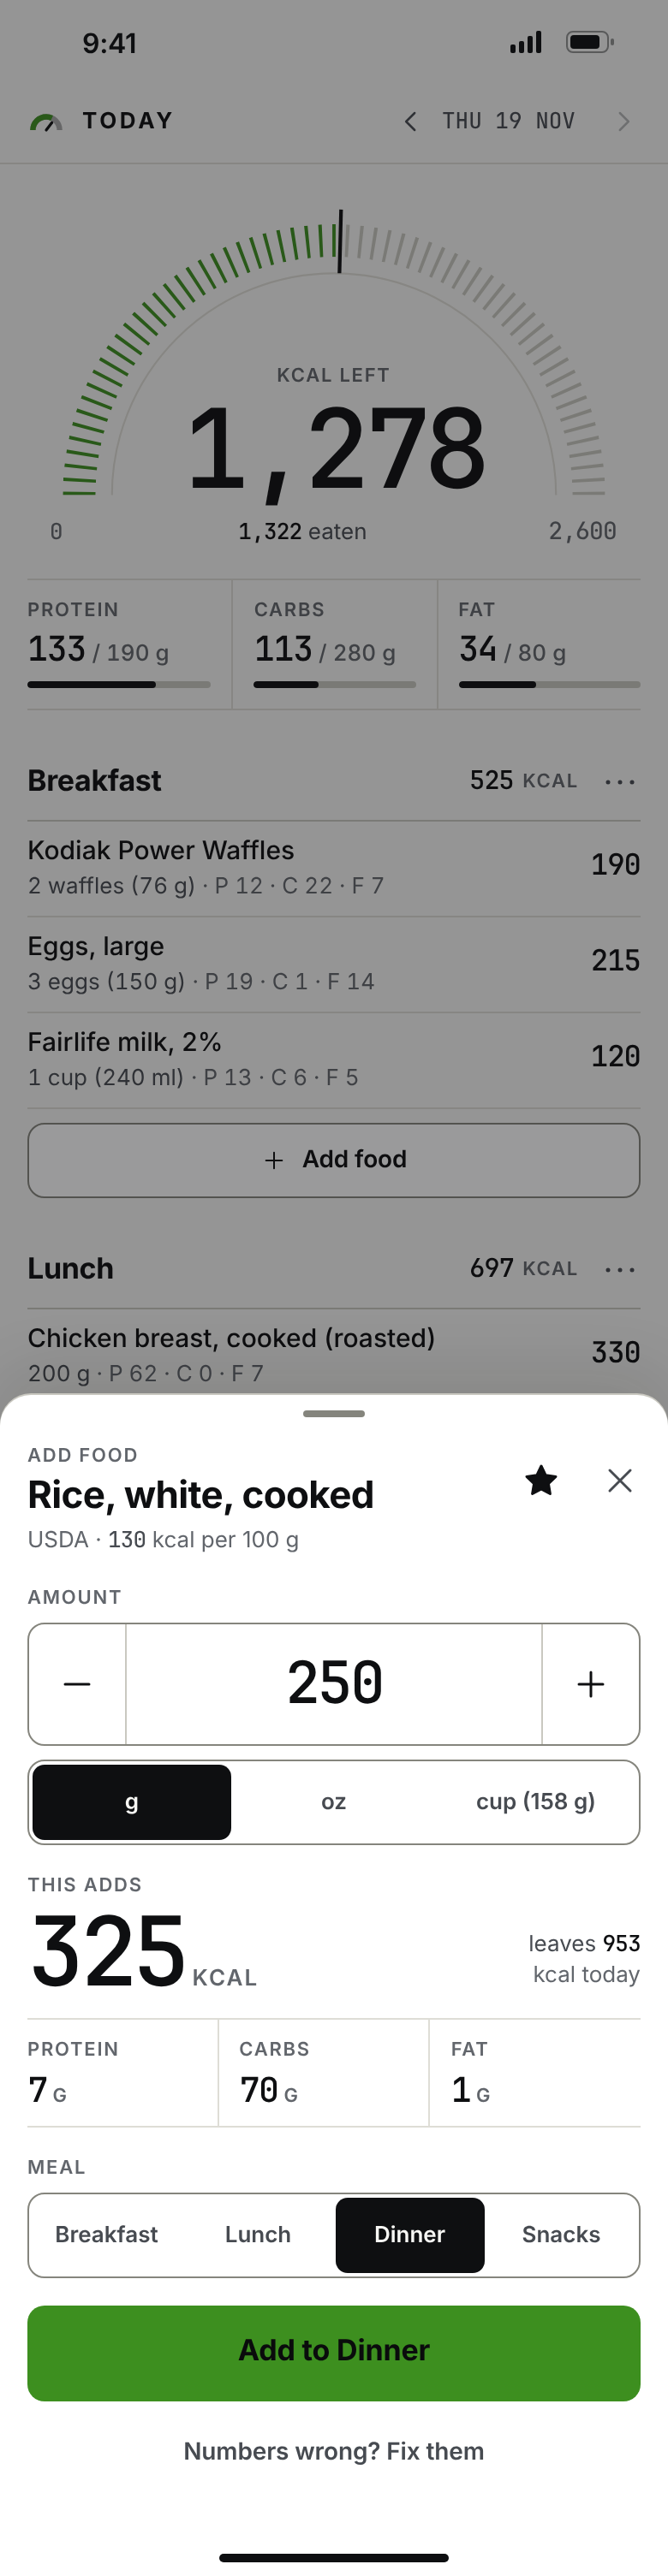 9:41
TODAY
THU 19 NOV
KCAL LEFT
1,278
0
1,322 eaten
2,600
PROTEIN
133 / 190 g
CARBS
113 / 280 g
FAT
34 / 80 g
Breakfast
525 KCAL
Kodiak Power Waffles
190
2 waffles (76 g) · P 12 · C 22 · F 7
Eggs, large
215
3 eggs (150 g) · P 19 · C 1 · F 14
Fairlife milk, 2%
120
1 cup (240 ml) · P 13 · C 6 · F 5
+ Add food
Lunch
697 KCAL
Chicken breast, cooked (roasted)
330
200 g · P 62 · C 0 · F 7
ADD FOOD
Rice, white, cooked
USDA · 130 kcal per 100 g
AMOUNT
250
g
oz
cup (158 g)
THIS ADDS
325 KCAL
leaves 953
kcal today
PROTEIN
7 G
CARBS
70 G
FAT
1 G
MEAL
Breakfast
Lunch
Dinner
Snacks
Add to Dinner
Numbers wrong? Fix them